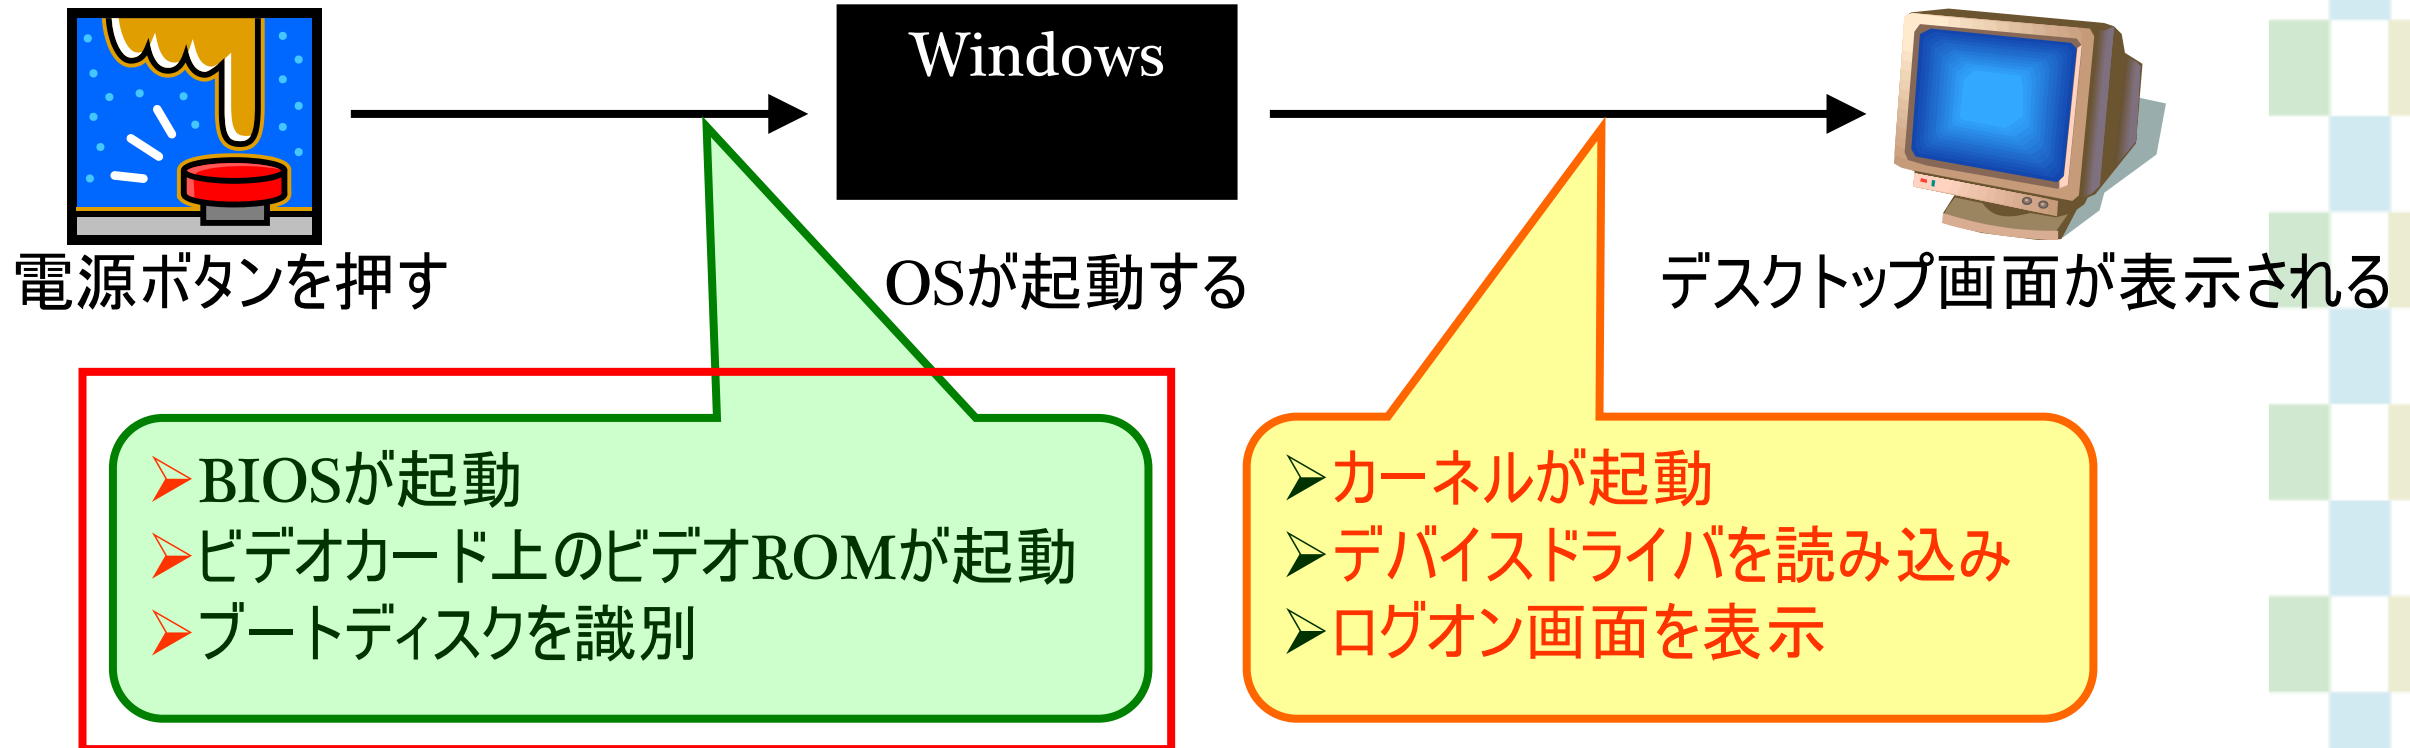 Windows
電源ボタンを押す
OSが起動する
デスクトップ画面が表示される
➢BIOSが起動
➢ビデオカード上のビデオROMが起動
➢ブートディスクを識別
➢カーネルが起動
➢デバイスドライバを読み込み
➢ログオン画面を表示